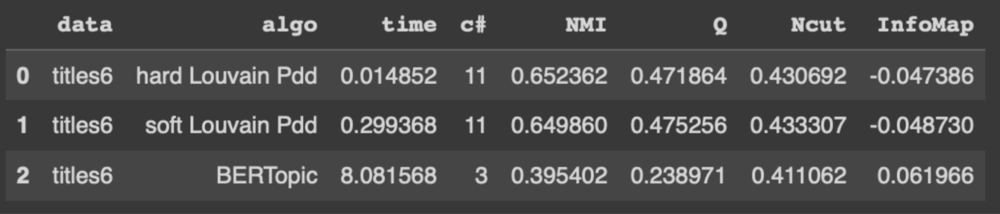 data algo time c# NMI Q Ncut InfoMap
0 titles6 hard Louvain Pdd 0.014852 11 0.652362 0.471864 0.430692 -0.047386
1 titles6 soft Louvain Pdd 0.299368 11 0.649860 0.475256 0.433307 -0.048730
2 titles6 BERTopic 8.081568 3 0.395402 0.238971 0.411062 0.061966